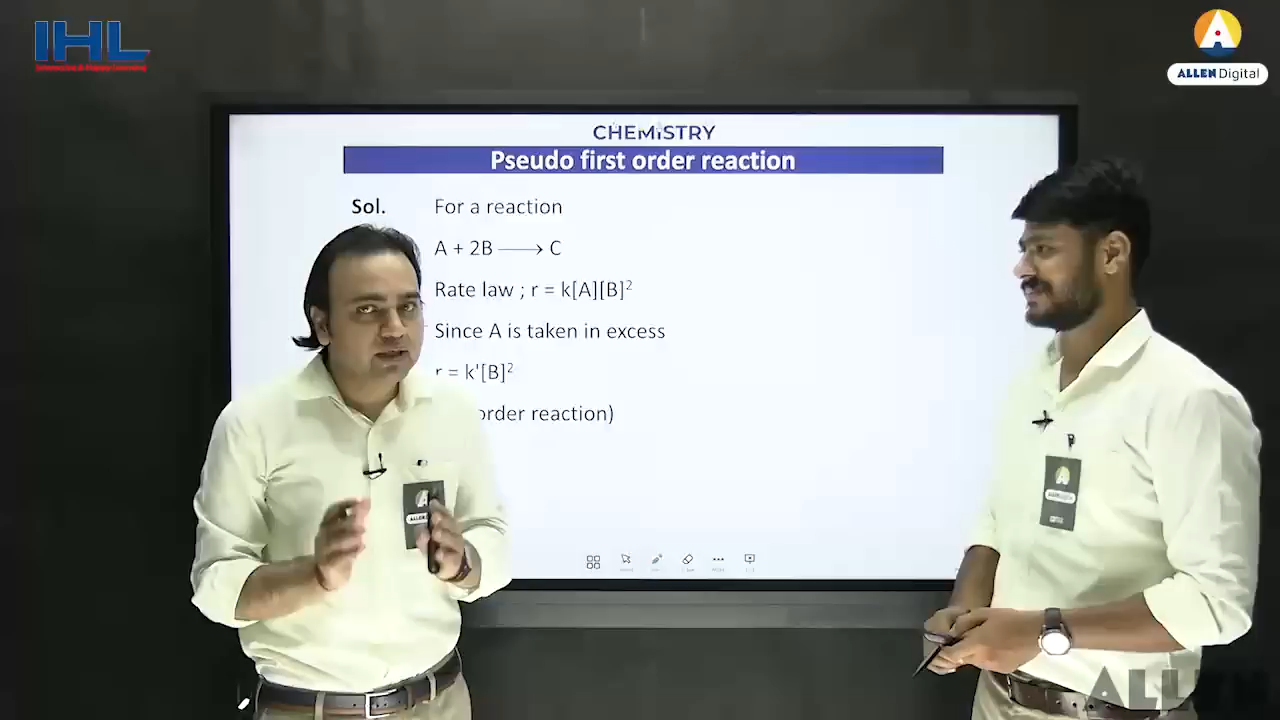 IHL
ALLEN Digital
CHEMISTRY
Pseudo first order reaction
Sol. For a reaction
A + 2B ⟶ C
Rate law ; r = k[A][B]²
Since A is taken in excess
r = k'[B]²
order reaction)
ALLEN